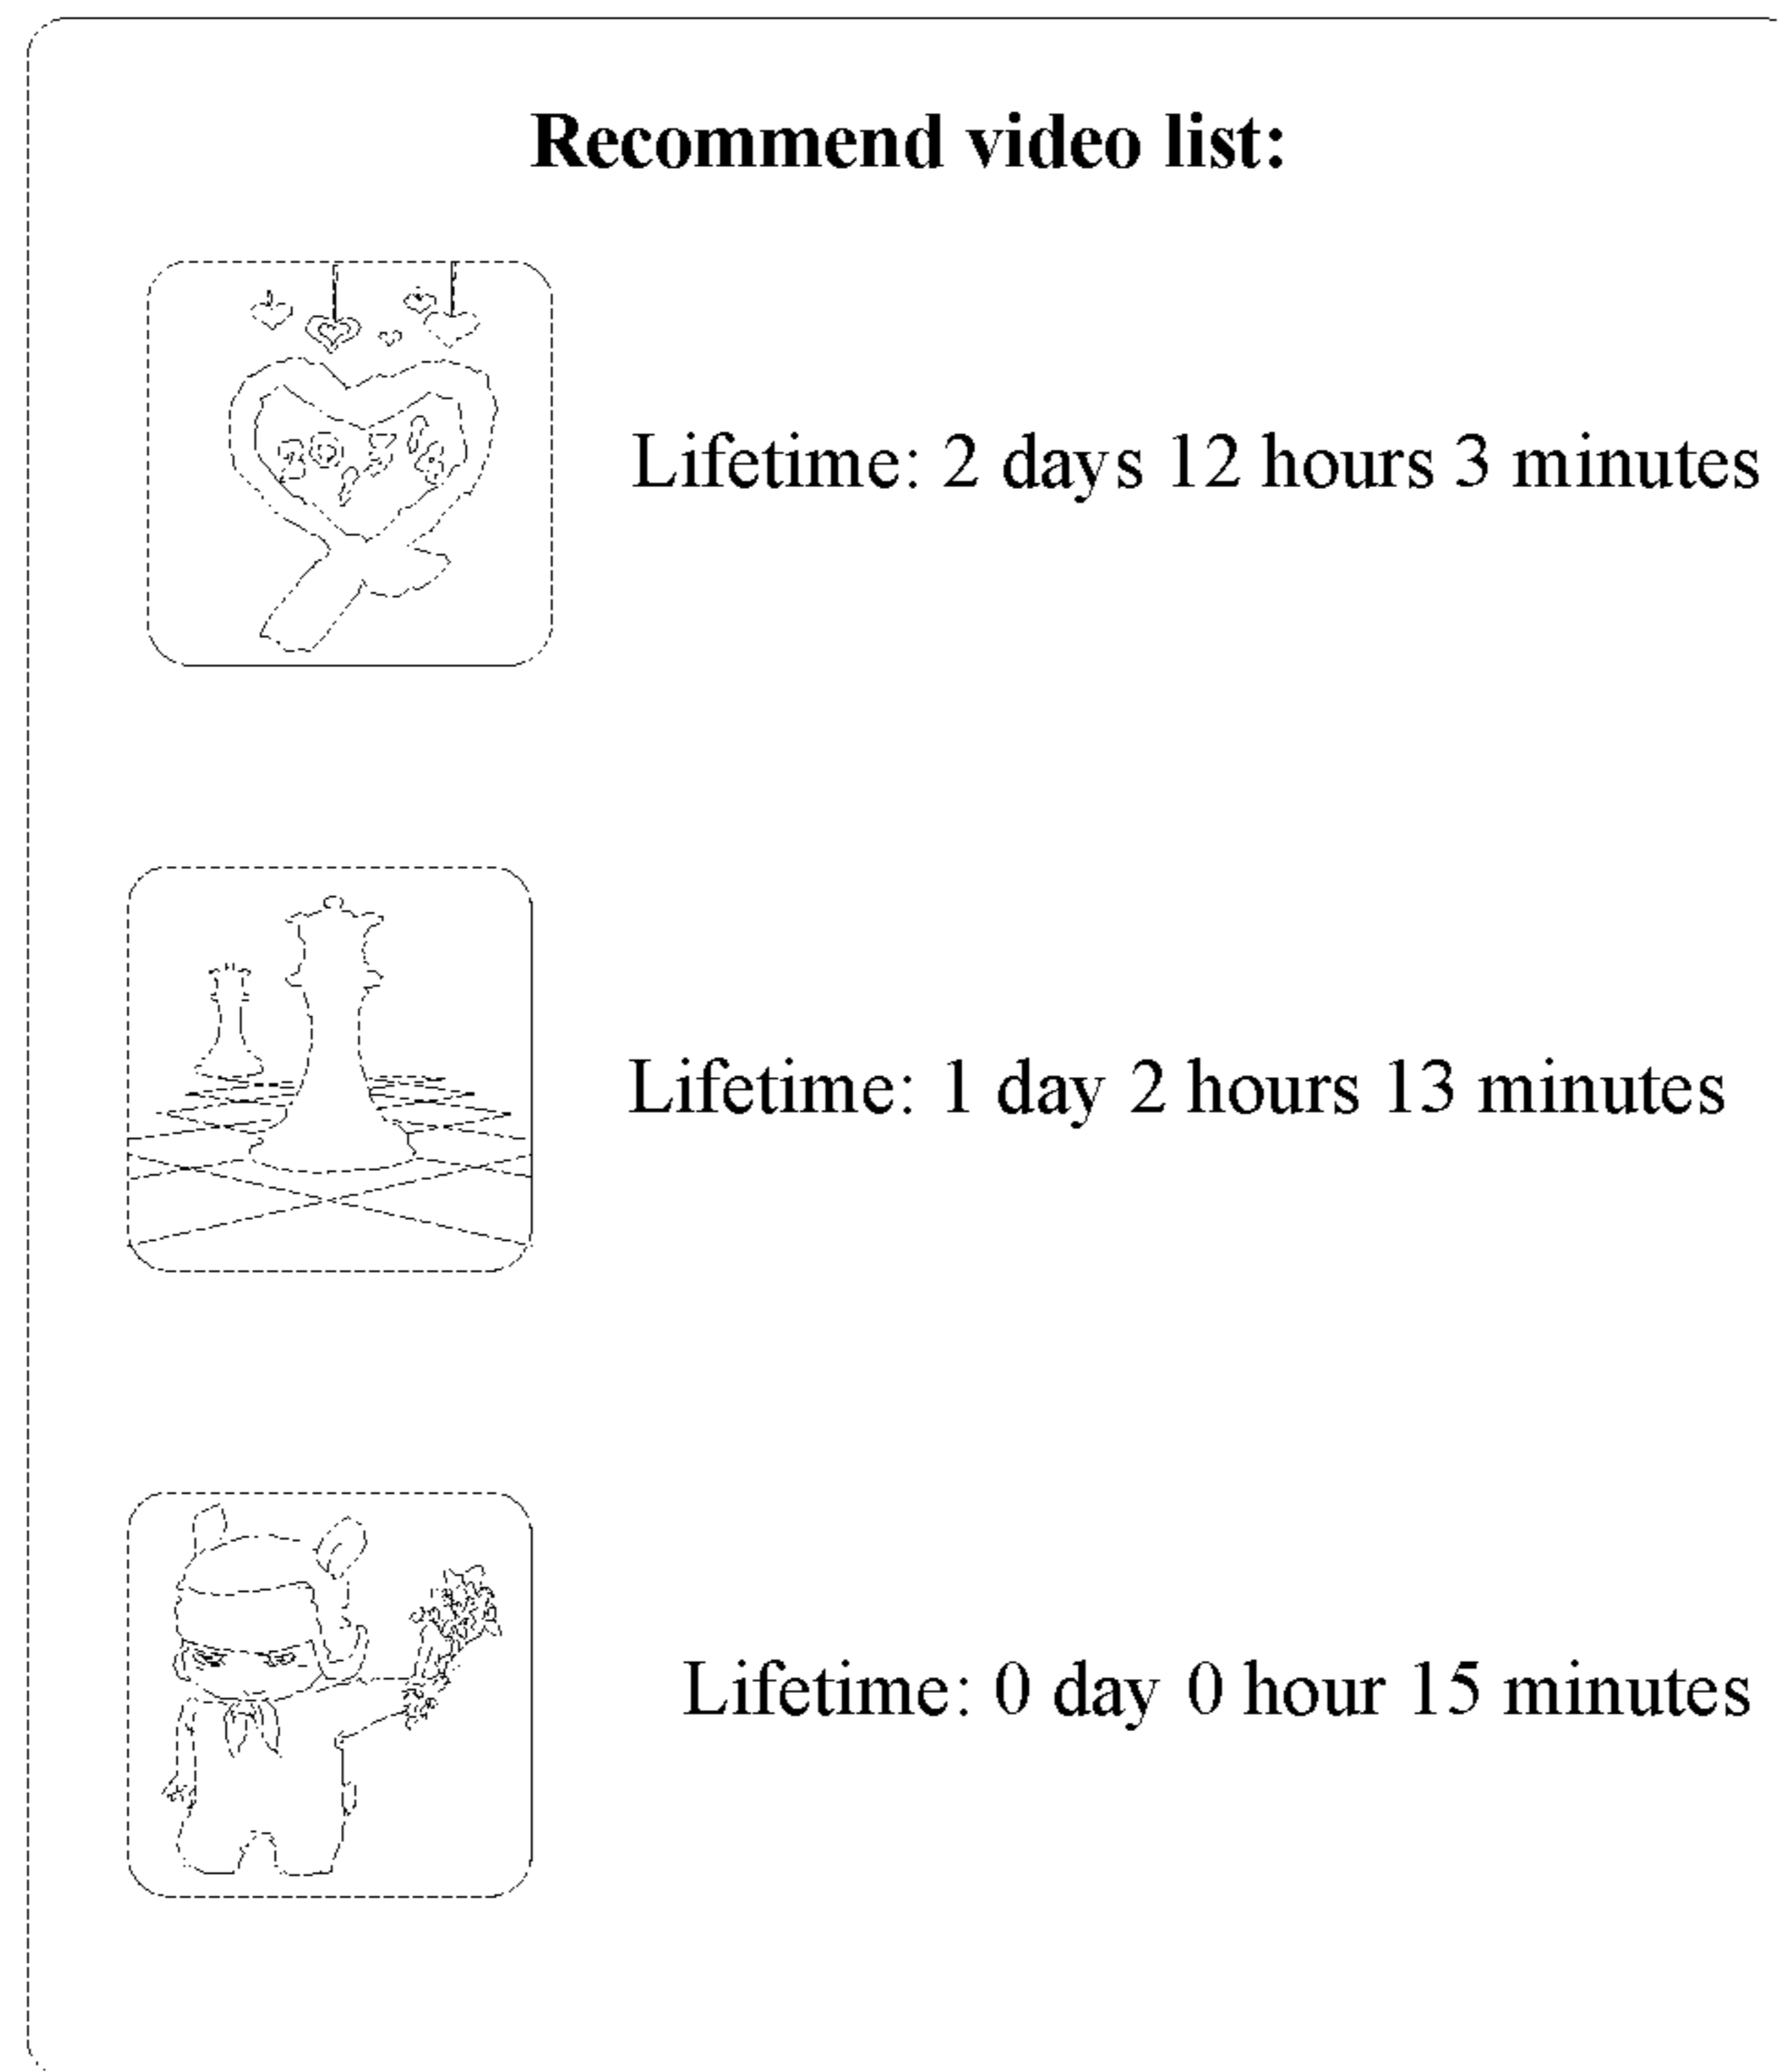 Recommend video list:
Lifetime: 2 days 12 hours 3 minutes
Lifetime: 1 day 2 hours 13 minutes
Lifetime: 0 day 0 hour 15 minutes